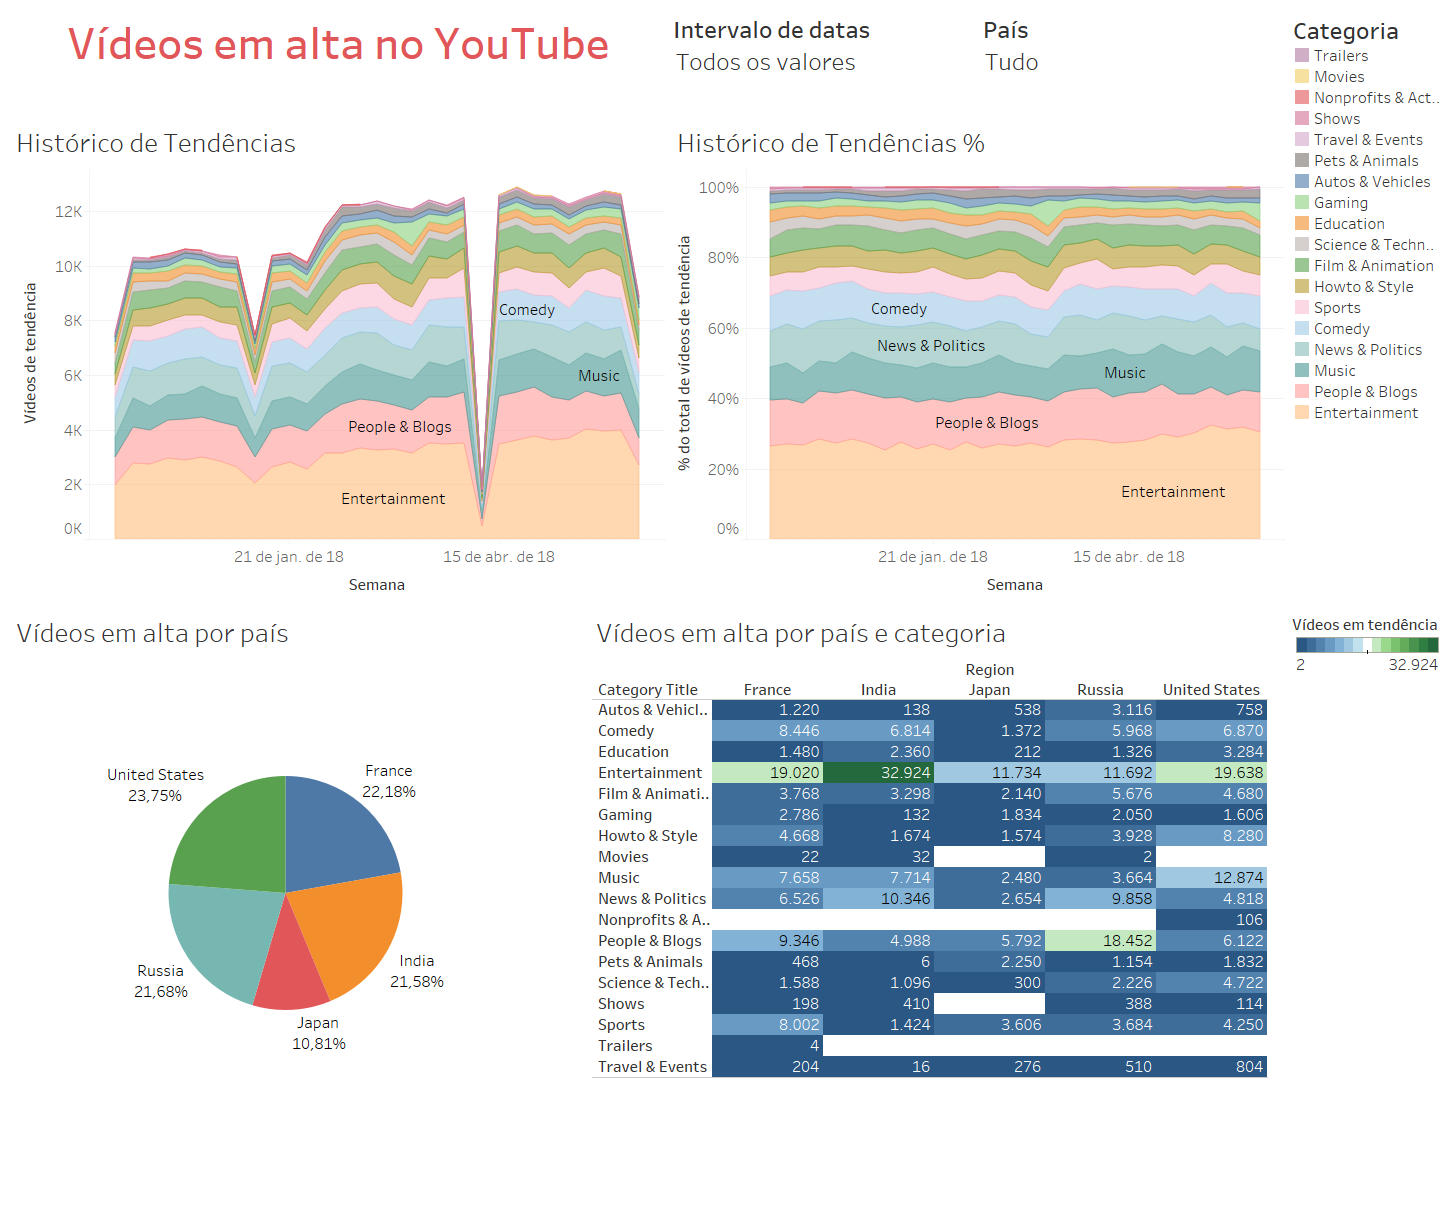 Vídeos em alta no YouTube
Intervalo de datas
Todos os valores
País
Tudo
Categoria
Trailers
Movies
Nonprofits & Act..
Shows
Travel & Events
Pets & Animals
Autos & Vehicles
Gaming
Education
Science & Techn..
Film & Animation
Howto & Style
Sports
Comedy
News & Politics
Music
People & Blogs
Entertainment
Histórico de Tendências
Vídeos de tendência
12K
10K
8K
6K
4K
2K
0K
Comedy
Music
People & Blogs
Entertainment
21 de jan. de 18
15 de abr. de 18
Semana
Histórico de Tendências %
% do total de vídeos de tendência
100%
80%
60%
40%
20%
0%
Comedy
News & Politics
Music
People & Blogs
Entertainment
21 de jan. de 18
15 de abr. de 18
Semana
Vídeos em alta por país
United States
23,75%
France
22,18%
India
21,58%
Japan
10,81%
Russia
21,68%
Vídeos em alta por país e categoria
Region
Category Title France India Japan Russia United States
Autos & Vehicl.. 1.220 138 538 3.116 758
Comedy 8.446 6.814 1.372 5.968 6.870
Education 1.480 2.360 212 1.326 3.284
Entertainment 19.020 32.924 11.734 11.692 19.638
Film & Animati.. 3.768 3.298 2.140 5.676 4.680
Gaming 2.786 132 1.834 2.050 1.606
Howto & Style 4.668 1.674 1.574 3.928 8.280
Movies 22 32 2
Music 7.658 7.714 2.480 3.664 12.874
News & Politics 6.526 10.346 2.654 9.858 4.818
Nonprofits & A.. 106
People & Blogs 9.346 4.988 5.792 18.452 6.122
Pets & Animals 468 6 2.250 1.154 1.832
Science & Tech.. 1.588 1.096 300 2.226 4.722
Shows 198 410 388 114
Sports 8.002 1.424 3.606 3.684 4.250
Trailers 4
Travel & Events 204 16 276 510 804
Vídeos em tendência
2 32.924